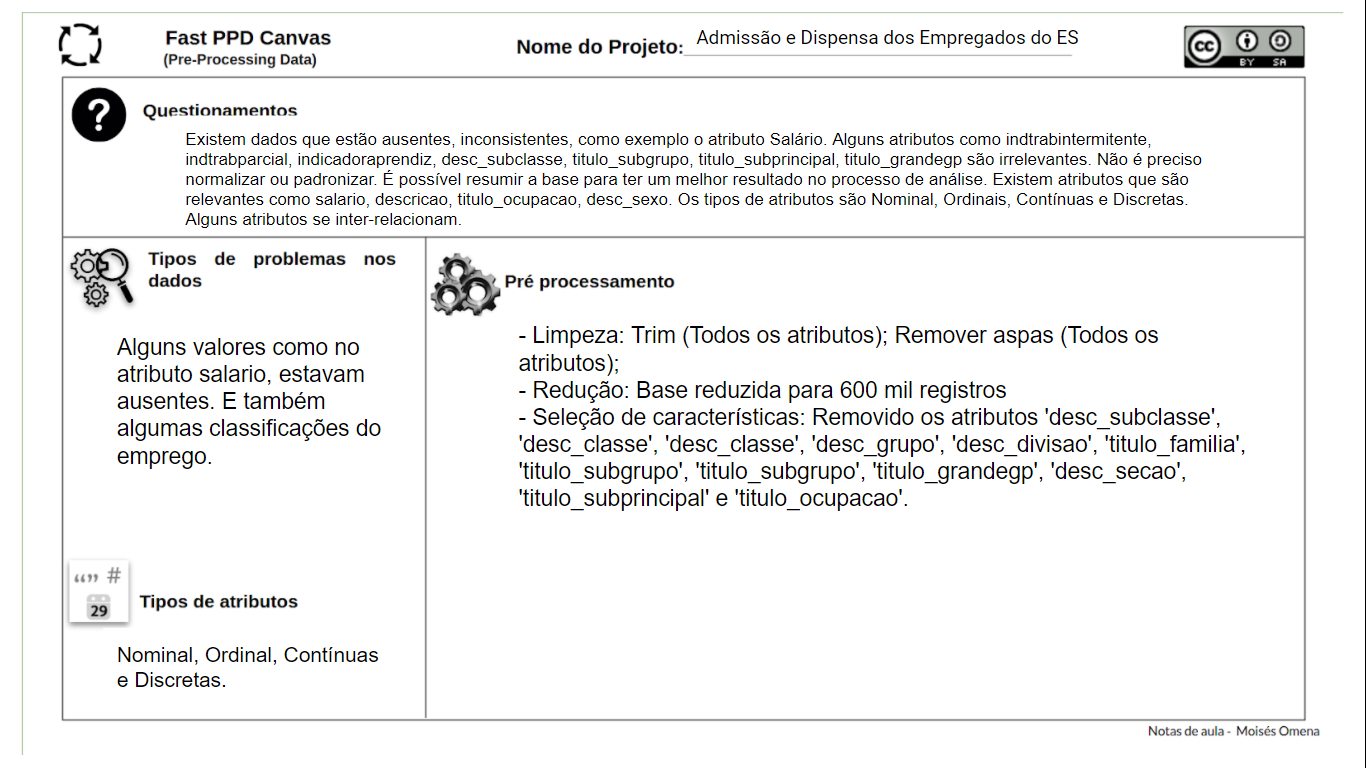 Fast PPD Canvas
(Pre-Processing Data)
Nome do Projeto: Admissão e Dispensa dos Empregados do ES
cc BY SA
Questionamentos
Existem dados que estão ausentes, inconsistentes, como exemplo o atributo Salário. Alguns atributos como indtrabintermitente,
indtrabparcial, indicadoraprendiz, desc_subclasse, titulo_subgrupo, titulo_subprincipal, titulo_grandegp são irrelevantes. Não é preciso
normalizar ou padronizar. É possível resumir a base para ter um melhor resultado no processo de análise. Existem atributos que são
relevantes como salario, descricao, titulo_ocupacao, desc_sexo. Os tipos de atributos são Nominal, Ordinais, Contínuas e Discretas.
Alguns atributos se inter-relacionam.
Tipos de problemas nos
dados
Alguns valores como no
atributo salario, estavam
ausentes. E também
algumas classificações do
emprego.
“” #
29
Tipos de atributos
Nominal, Ordinal, Contínuas
e Discretas.
Pré processamento
- Limpeza: Trim (Todos os atributos); Remover aspas (Todos os
atributos);
- Redução: Base reduzida para 600 mil registros
- Seleção de características: Removido os atributos 'desc_subclasse',
'desc_classe', 'desc_classe', 'desc_grupo', 'desc_divisao', 'titulo_familia',
'titulo_subgrupo', 'titulo_subgrupo', 'titulo_grandegp', 'desc_secao',
'titulo_subprincipal' e 'titulo_ocupacao'.
Notas de aula - Moisés Omena